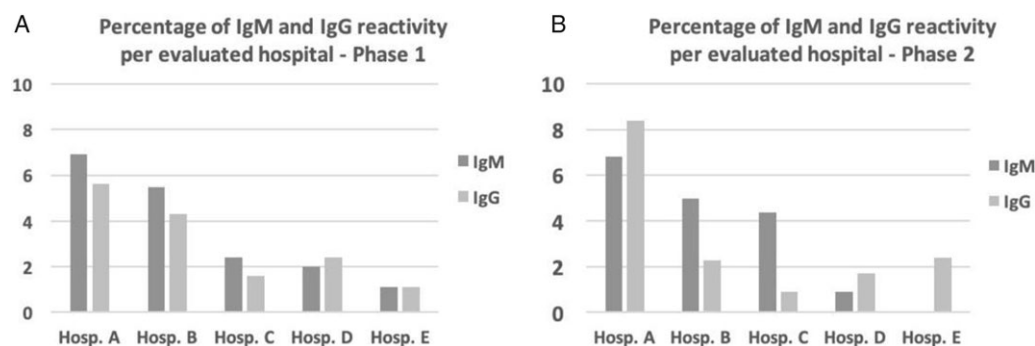 A
Percentage of IgM and IgG reactivity
per evaluated hospital - Phase 1
10
8
6
4
2
0
Hosp. A Hosp. B Hosp. C Hosp. D Hosp. E
IgM
IgG
B
Percentage of IgM and IgG reactivity
per evaluated hospital - Phase 2
10
8
6
4
2
0
Hosp. A Hosp. B Hosp. C Hosp. D Hosp. E
IgM
IgG